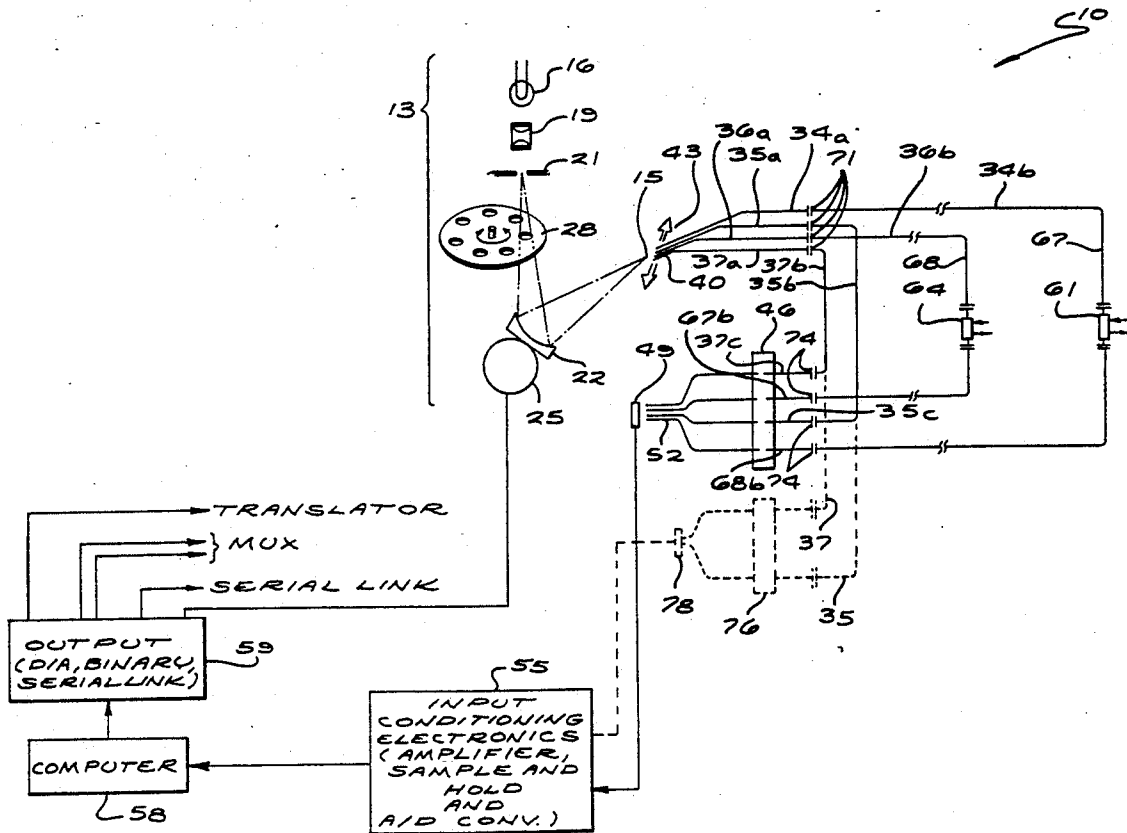 10
16
13
19
21
15
43
36a
35a
34a
71
36b
34b
28
37a
37b
35b
40
67
68
64
61
46
67b
37c
74
49
22
25
52
35c
68b
74
TRANSLATOR
} MUX
SERIAL LINK
37
78
76
35
OUTPUT
(D/A, BINARY,
SERIAL LINK)
59
55
INPUT
CONDITIONING
ELECTRONICS
(AMPLIFIER,
SAMPLE AND
HOLD
AND
A/D CONV.)
COMPUTER
58